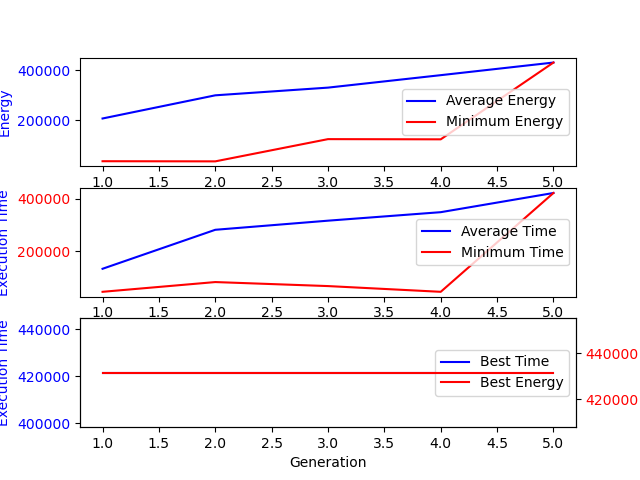 400000
200000
Energy
Average Energy
Minimum Energy
1.0 1.5 2.0 2.5 3.0 3.5 4.0 4.5 5.0
400000
200000
Execution Time
Average Time
Minimum Time
1.0 1.5 2.0 2.5 3.0 3.5 4.0 4.5 5.0
440000
420000
400000
Execution Time
Best Time
Best Energy
440000
420000
1.0 1.5 2.0 2.5 3.0 3.5 4.0 4.5 5.0
Generation